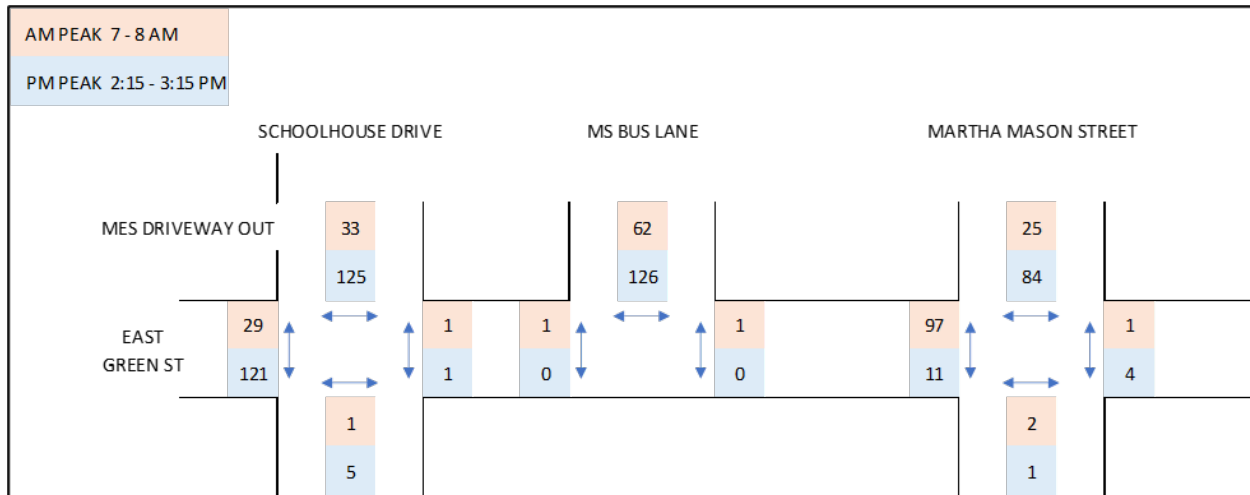 AM PEAK 7 - 8 AM
PM PEAK 2:15 - 3:15 PM
SCHOOLHOUSE DRIVE MS BUS LANE MARTHA MASON STREET
MES DRIVEWAY OUT 33 62 25
125 126 84
29 1 1 1 97 1
EAST
GREEN ST
121 1 0 0 11 4
1 2
5 1